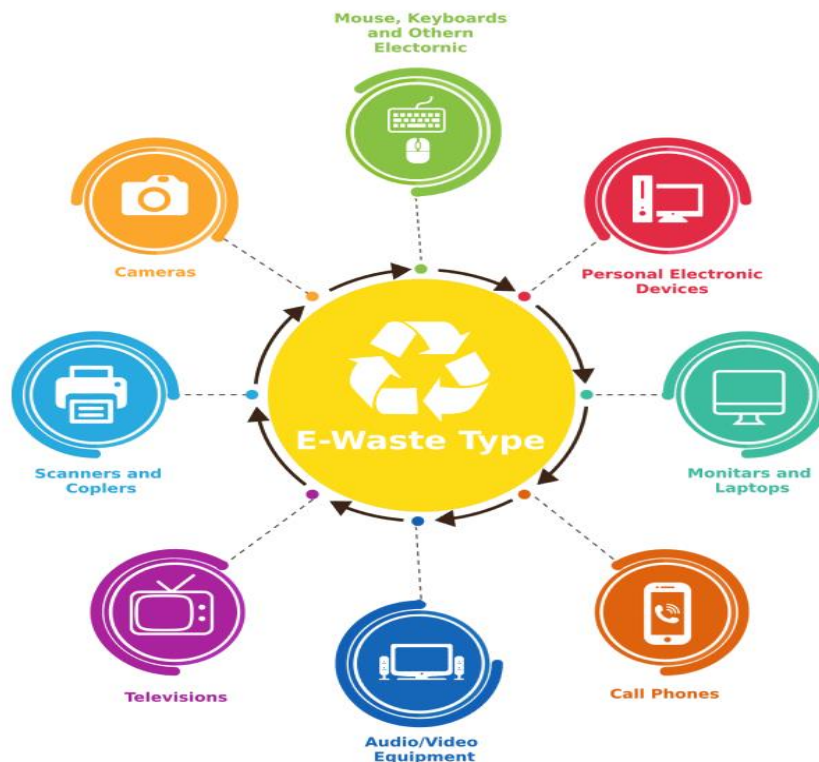 Mouse, Keyboards
and Othern
Electornic
Cameras
Personal Electronic
Devices
E-Waste Type
Scanners and
Coplers
Monitars and
Laptops
Televisions
Call Phones
Audio/Video
Equipment